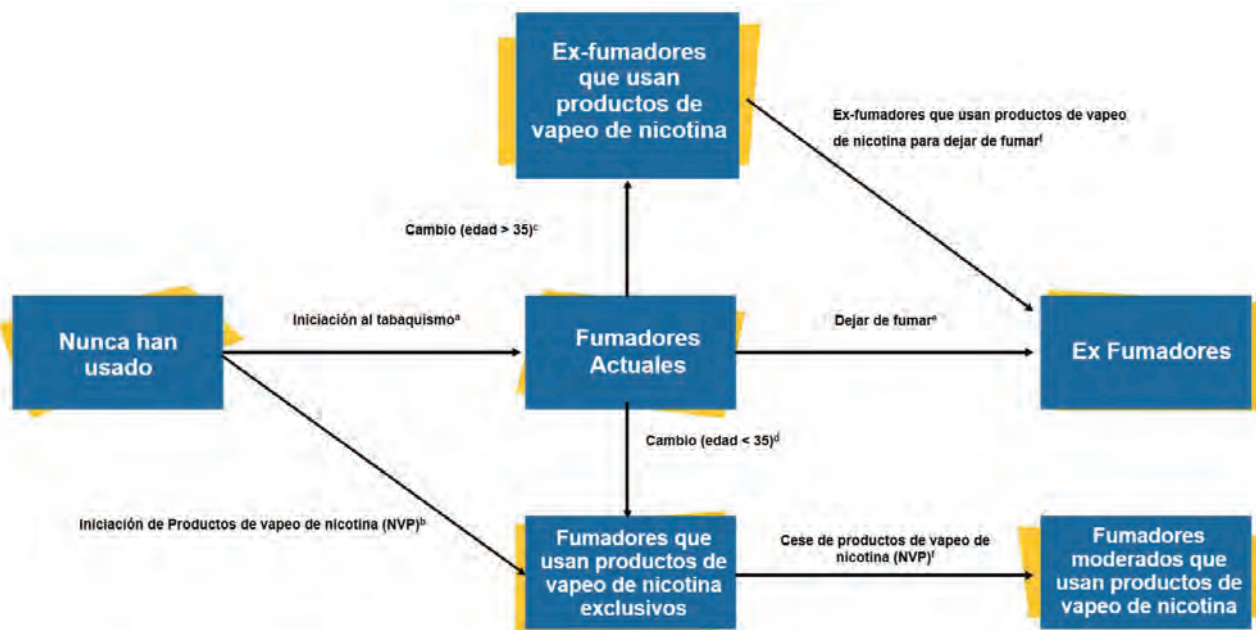 Ex-fumadores
que usan
productos de
vapeo de nicotina
Ex-fumadores que usan productos de vapeo
de nicotina para dejar de fumarᶠ
Cambio (edad > 35)ᶜ
Nunca han
usado
Iniciación al tabaquismoᵃ
Fumadores
Actuales
Dejar de fumarᵉ
Ex Fumadores
Cambio (edad < 35)ᵈ
Iniciación de Productos de vapeo de nicotina (NVP)ᵇ
Fumadores que
usan productos de
vapeo de nicotina
exclusivos
Cese de productos de vapeo de
nicotina (NVP)ᶠ
Fumadores
moderados que
usan productos de
vapeo de nicotina